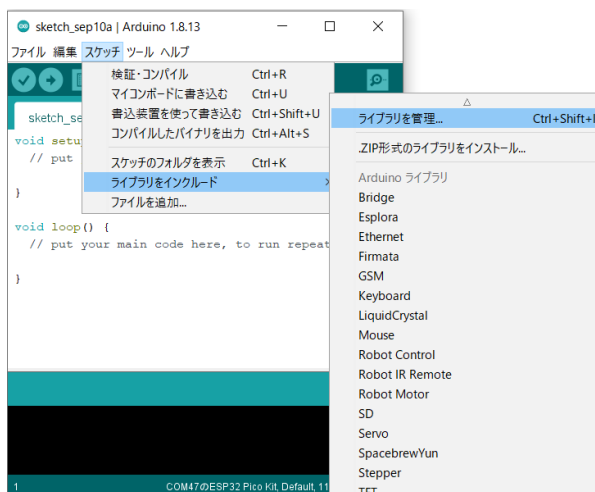 sketch_sep10a | Arduino 1.8.13
ファイル 編集 スケッチ ツール ヘルプ
検証・コンパイル Ctrl+R
マイコンボードに書き込む Ctrl+U
書込装置を使って書き込む Ctrl+Shift+U
コンパイルしたバイナリを出力 Ctrl+Alt+S
スケッチのフォルダを表示 Ctrl+K
ライブラリをインクルード
ファイルを追加...
sketch_se
void setu
// put
}
void loop() {
// put your main code here, to run repeat
}
1 COM47のESP32 Pico Kit, Default, 11
ライブラリを管理... Ctrl+Shift+I
.ZIP形式のライブラリをインストール...
Arduino ライブラリ
Bridge
Esplora
Ethernet
Firmata
GSM
Keyboard
LiquidCrystal
Mouse
Robot Control
Robot IR Remote
Robot Motor
SD
Servo
SpacebrewYun
Stepper
TFT